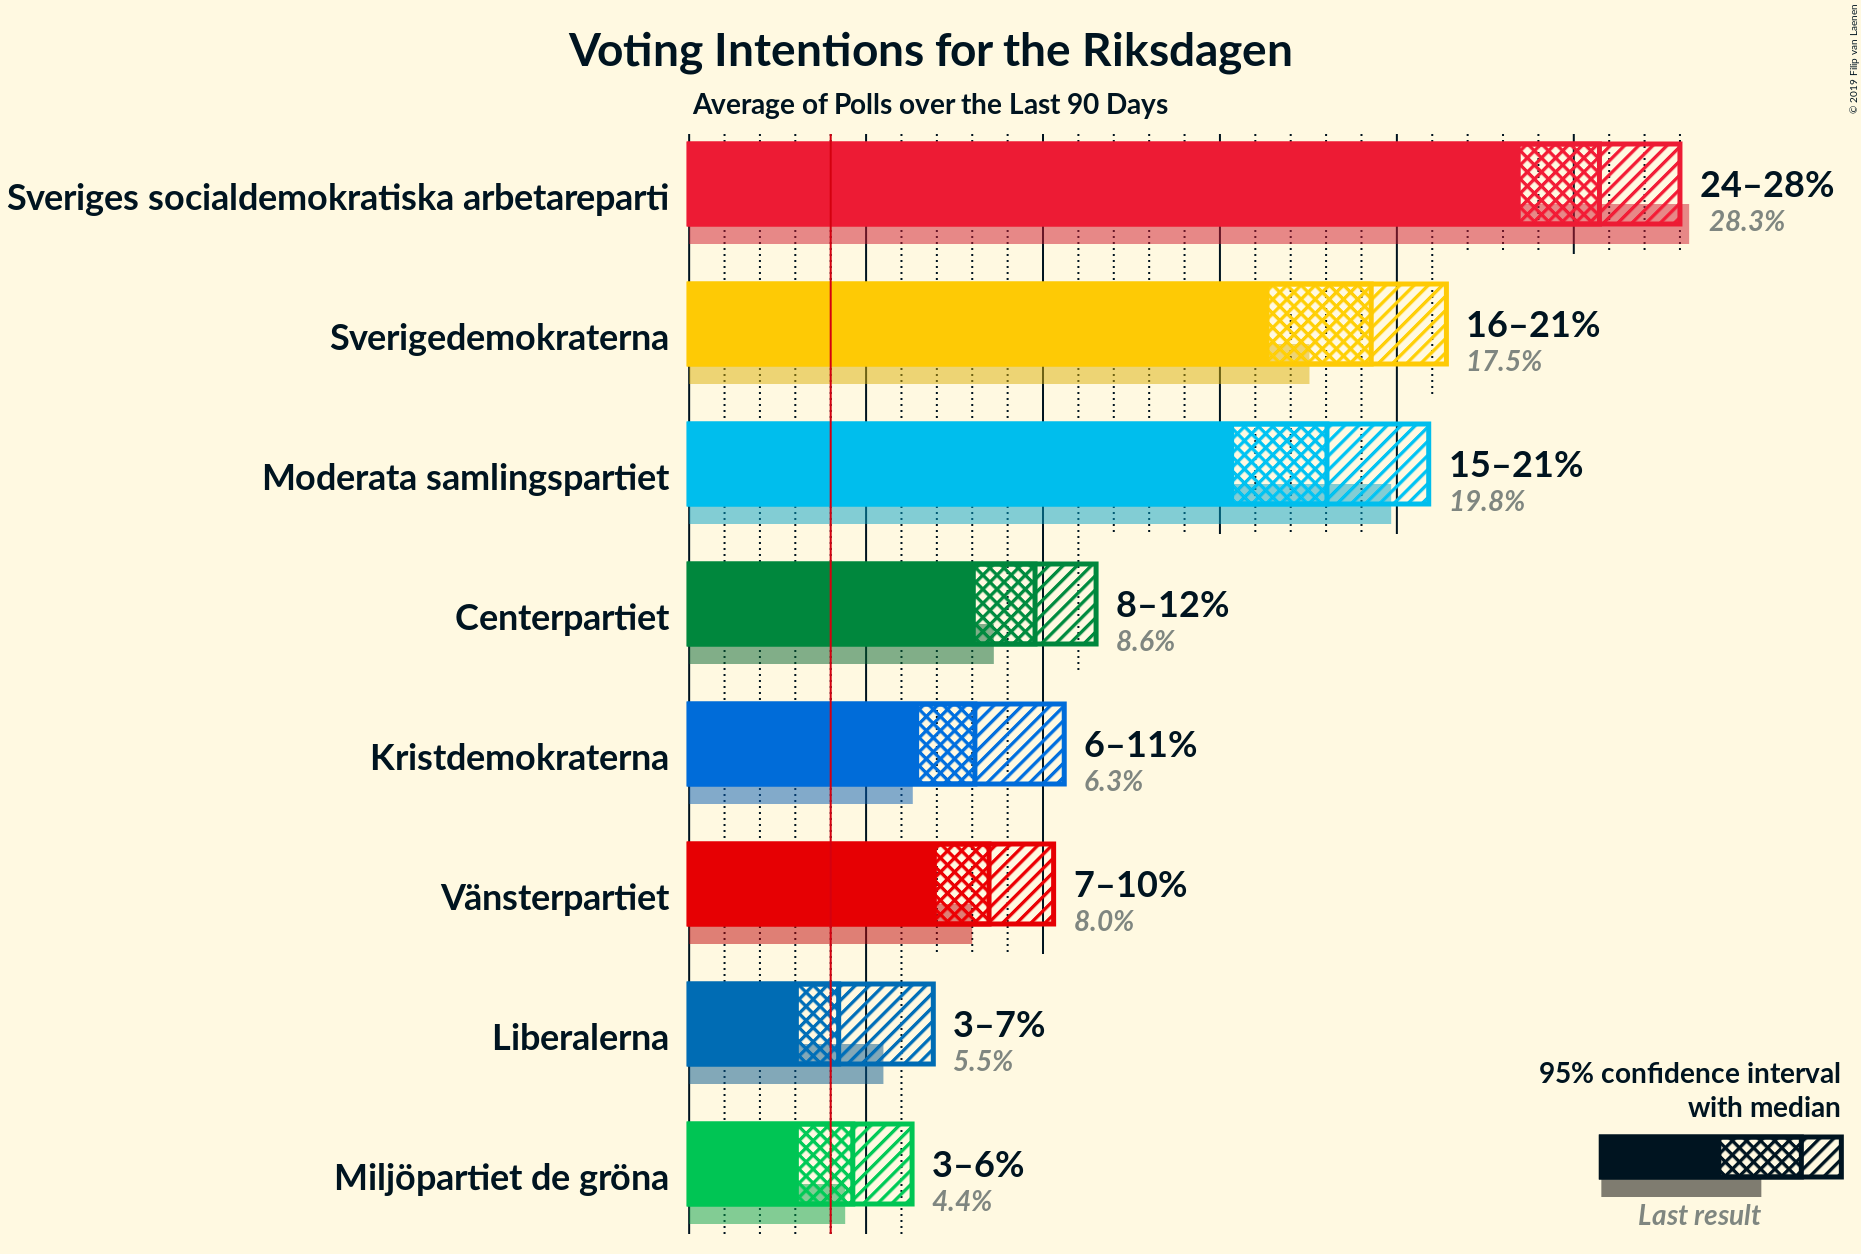 Voting Intentions for the Riksdagen
Average of Polls over the Last 90 Days
© 2019 Filip van Laenen
Sveriges socialdemokratiska arbetareparti
24–28%
28.3%
Sverigedemokraterna
16–21%
17.5%
Moderata samlingspartiet
15–21%
19.8%
Centerpartiet
8–12%
8.6%
Kristdemokraterna
6–11%
6.3%
Vänsterpartiet
7–10%
8.0%
Liberalerna
3–7%
5.5%
Miljöpartiet de gröna
3–6%
4.4%
95% confidence interval
with median
Last result